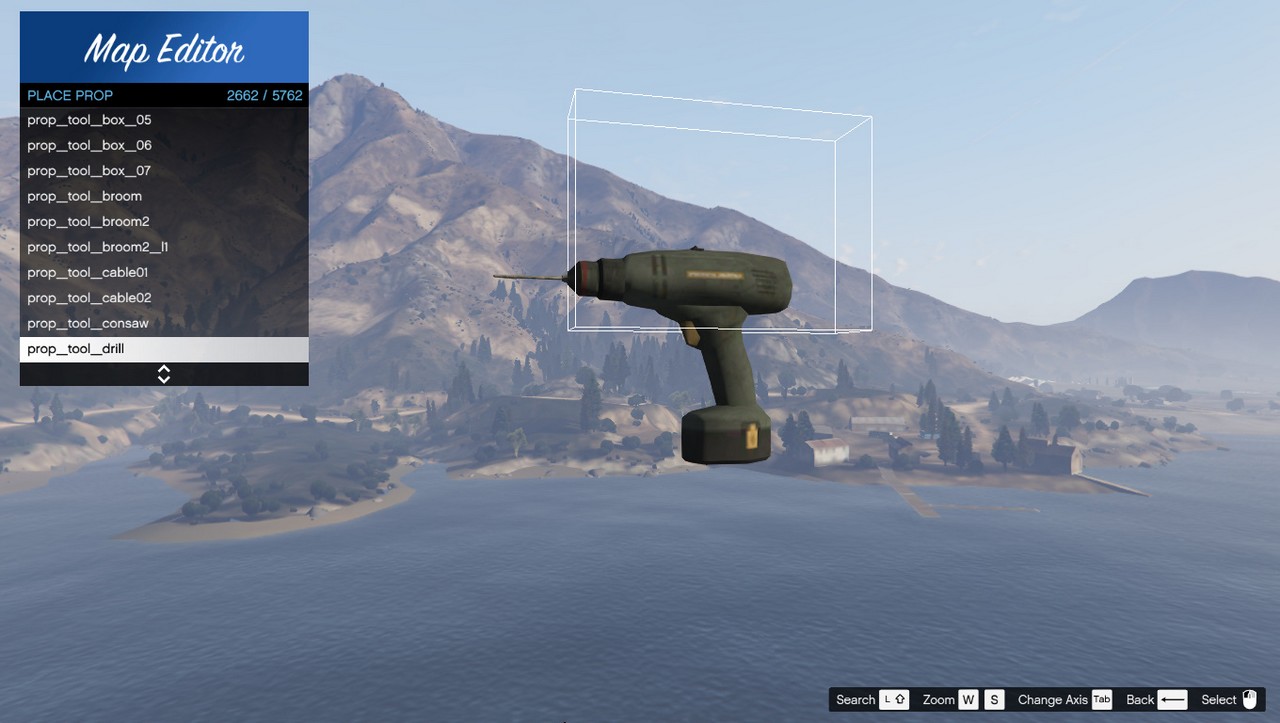 Map Editor
PLACE PROP 2662 / 5762
prop_tool_box_05
prop_tool_box_06
prop_tool_box_07
prop_tool_broom
prop_tool_broom2
prop_tool_broom2_l1
prop_tool_cable01
prop_tool_cable02
prop_tool_consaw
prop_tool_drill
Search L ⇧ Zoom W S Change Axis Tab Back ⟵ Select